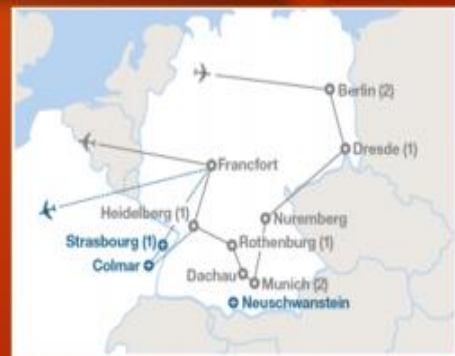 Berlin (2)
Dresde (1)
Francfort
Heidelberg (1)
Nuremberg
Strasbourg (1)
Rothenburg (1)
Colmar
Dachau
Munich (2)
Neuschwanstein